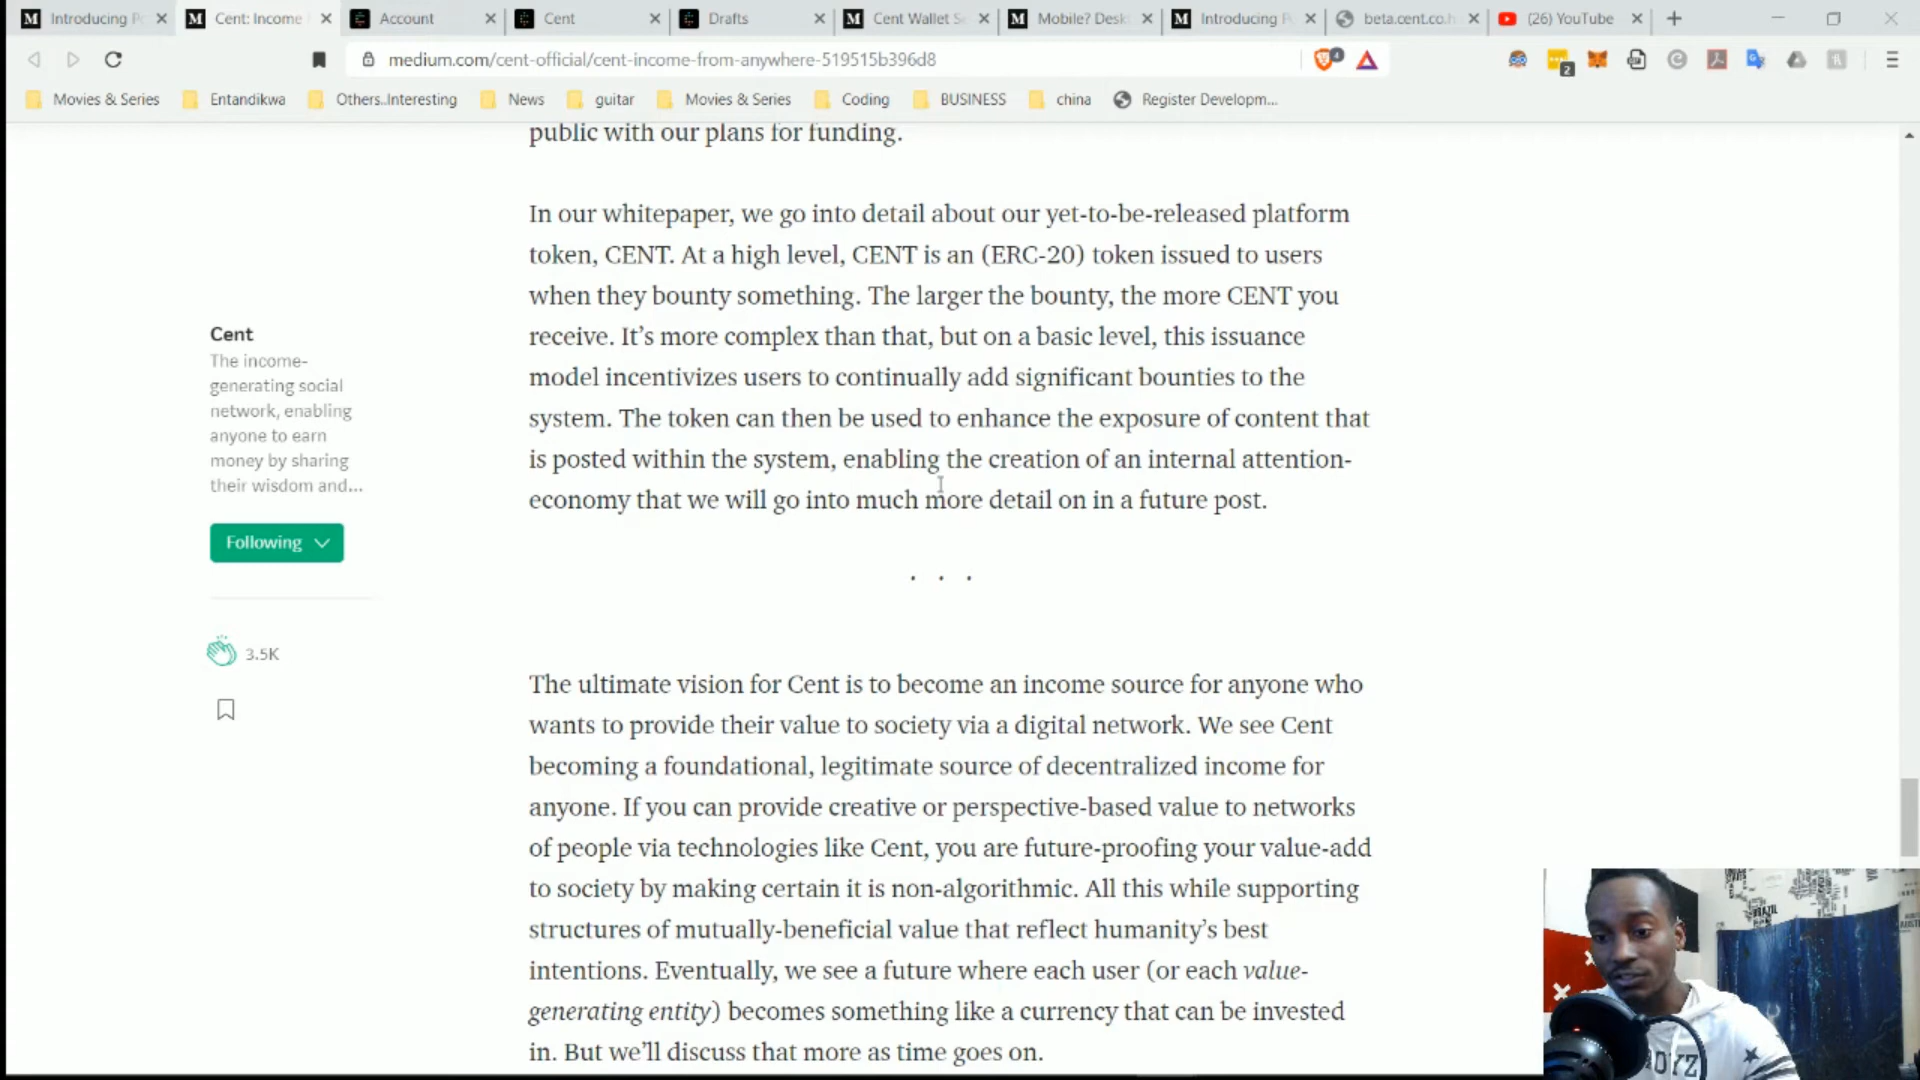 Introducing P
Cent: Income
Account
Cent
Drafts
Cent Wallet S
Mobile? Desk
Introducing P
beta.cent.co
(26) YouTube
medium.com/cent-official/cent-income-from-anywhere-519515b396d8
4
2
Movies & Series
Entandikwa
Others..Interesting
News
guitar
Movies & Series
Coding
BUSINESS
china
Register Developm...
public with our plans for funding.
In our whitepaper, we go into detail about our yet-to-be-released platform
token, CENT. At a high level, CENT is an (ERC-20) token issued to users
when they bounty something. The larger the bounty, the more CENT you
receive. It’s more complex than that, but on a basic level, this issuance
model incentivizes users to continually add significant bounties to the
system. The token can then be used to enhance the exposure of content that
is posted within the system, enabling the creation of an internal attention-
economy that we will go into much more detail on in a future post.
. . .
Cent
The income-
generating social
network, enabling
anyone to earn
money by sharing
their wisdom and...
Following
3.5K
The ultimate vision for Cent is to become an income source for anyone who
wants to provide their value to society via a digital network. We see Cent
becoming a foundational, legitimate source of decentralized income for
anyone. If you can provide creative or perspective-based value to networks
of people via technologies like Cent, you are future-proofing your value-add
to society by making certain it is non-algorithmic. All this while supporting
structures of mutually-beneficial value that reflect humanity’s best
intentions. Eventually, we see a future where each user (or each value-
generating entity) becomes something like a currency that can be invested
in. But we’ll discuss that more as time goes on.
BRAZIL